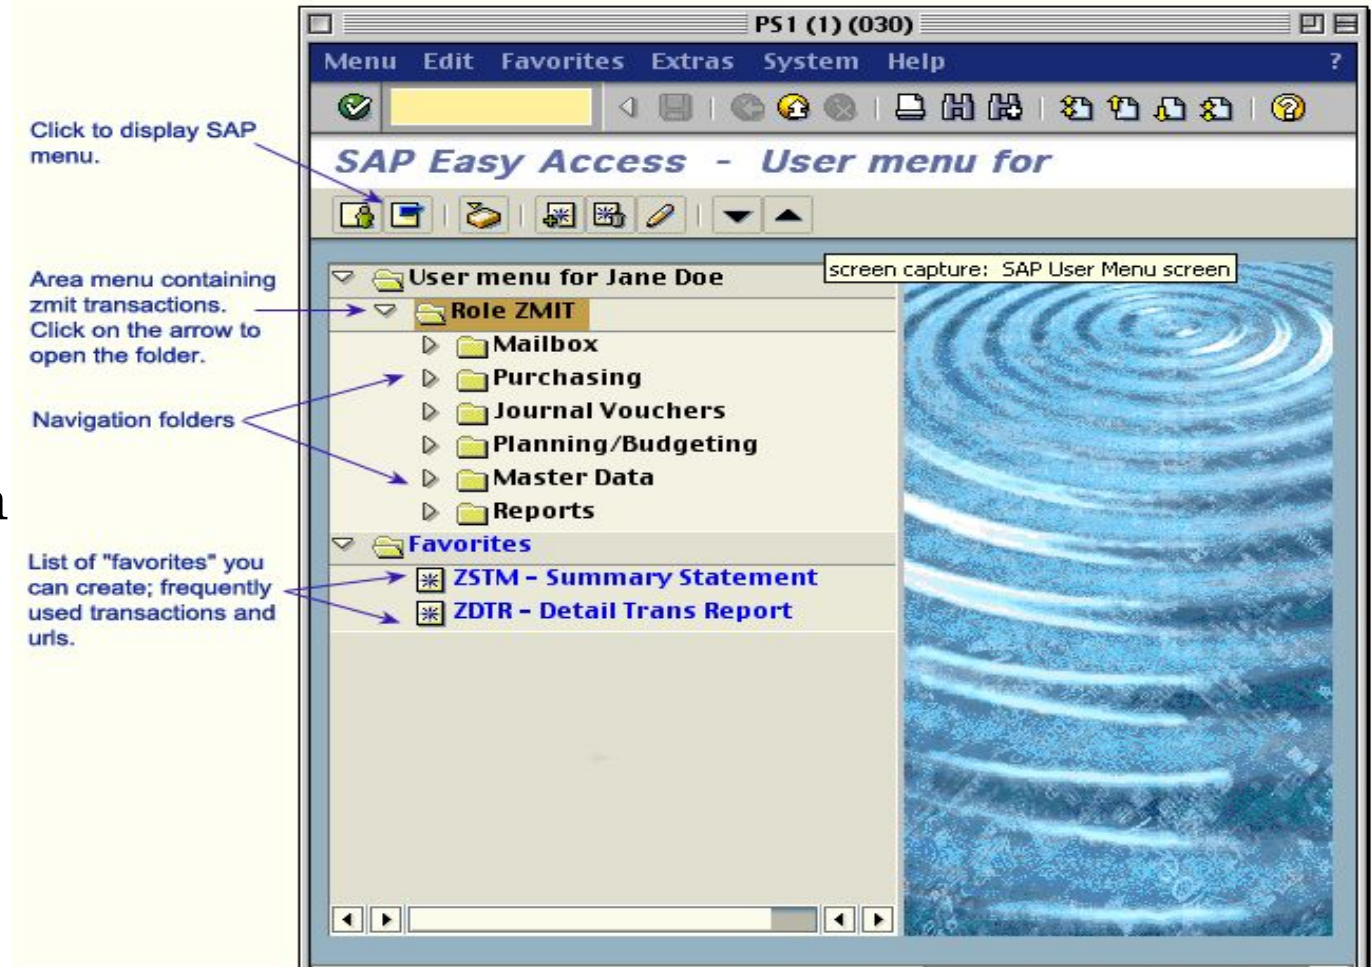 PS1 (1) (030)
Menu Edit Favorites Extras System Help ?
SAP Easy Access - User menu for
Click to display SAP
menu.
screen capture: SAP User Menu screen
User menu for Jane Doe
Role ZMIT
Mailbox
Purchasing
Journal Vouchers
Planning/Budgeting
Master Data
Reports
Favorites
ZSTM - Summary Statement
ZDTR - Detail Trans Report
Area menu containing
zmit transactions.
Click on the arrow to
open the folder.
Navigation folders
List of "favorites" you
can create; frequently
used transactions and
urls.